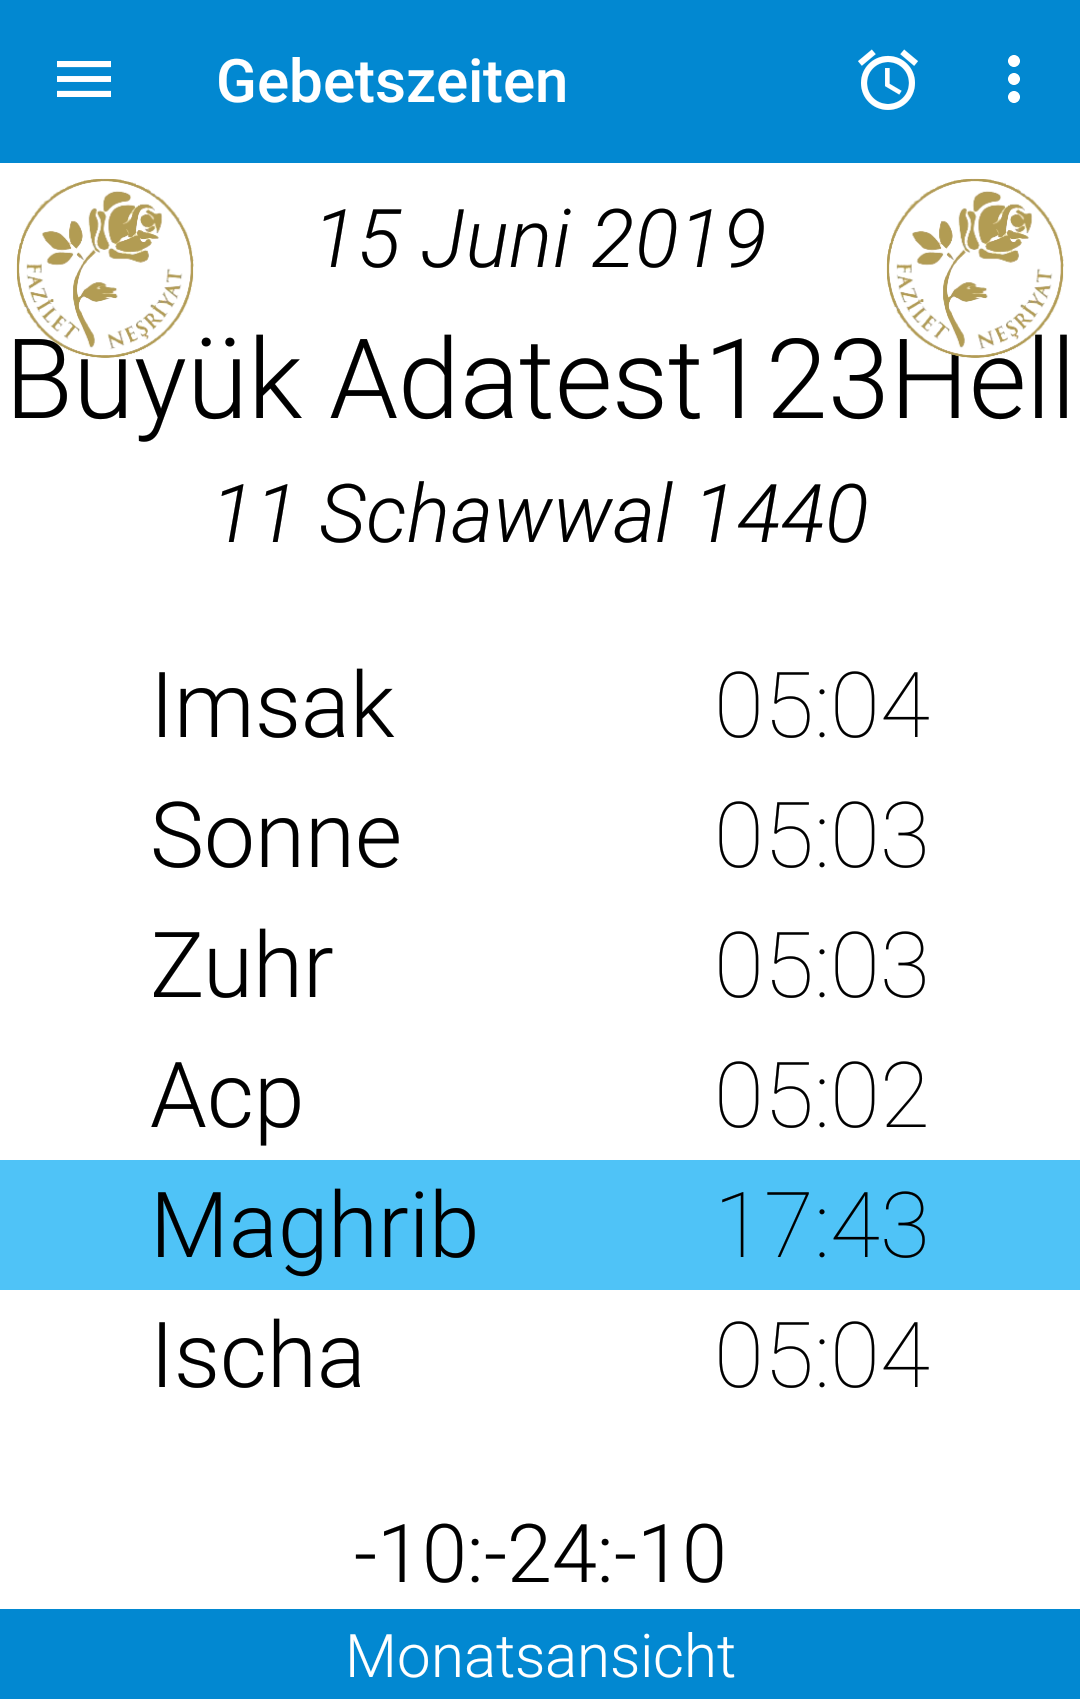 Gebetszeiten
15 Juni 2019
FAZİLET NEŞRİYAT
FAZİLET NEŞRİYAT
Büyük Adatest123Hell
11 Schawwal 1440
Imsak 05:04
Sonne 05:03
Zuhr 05:03
Acp 05:02
Maghrib 17:43
Ischa 05:04
-10:-24:-10
Monatsansicht